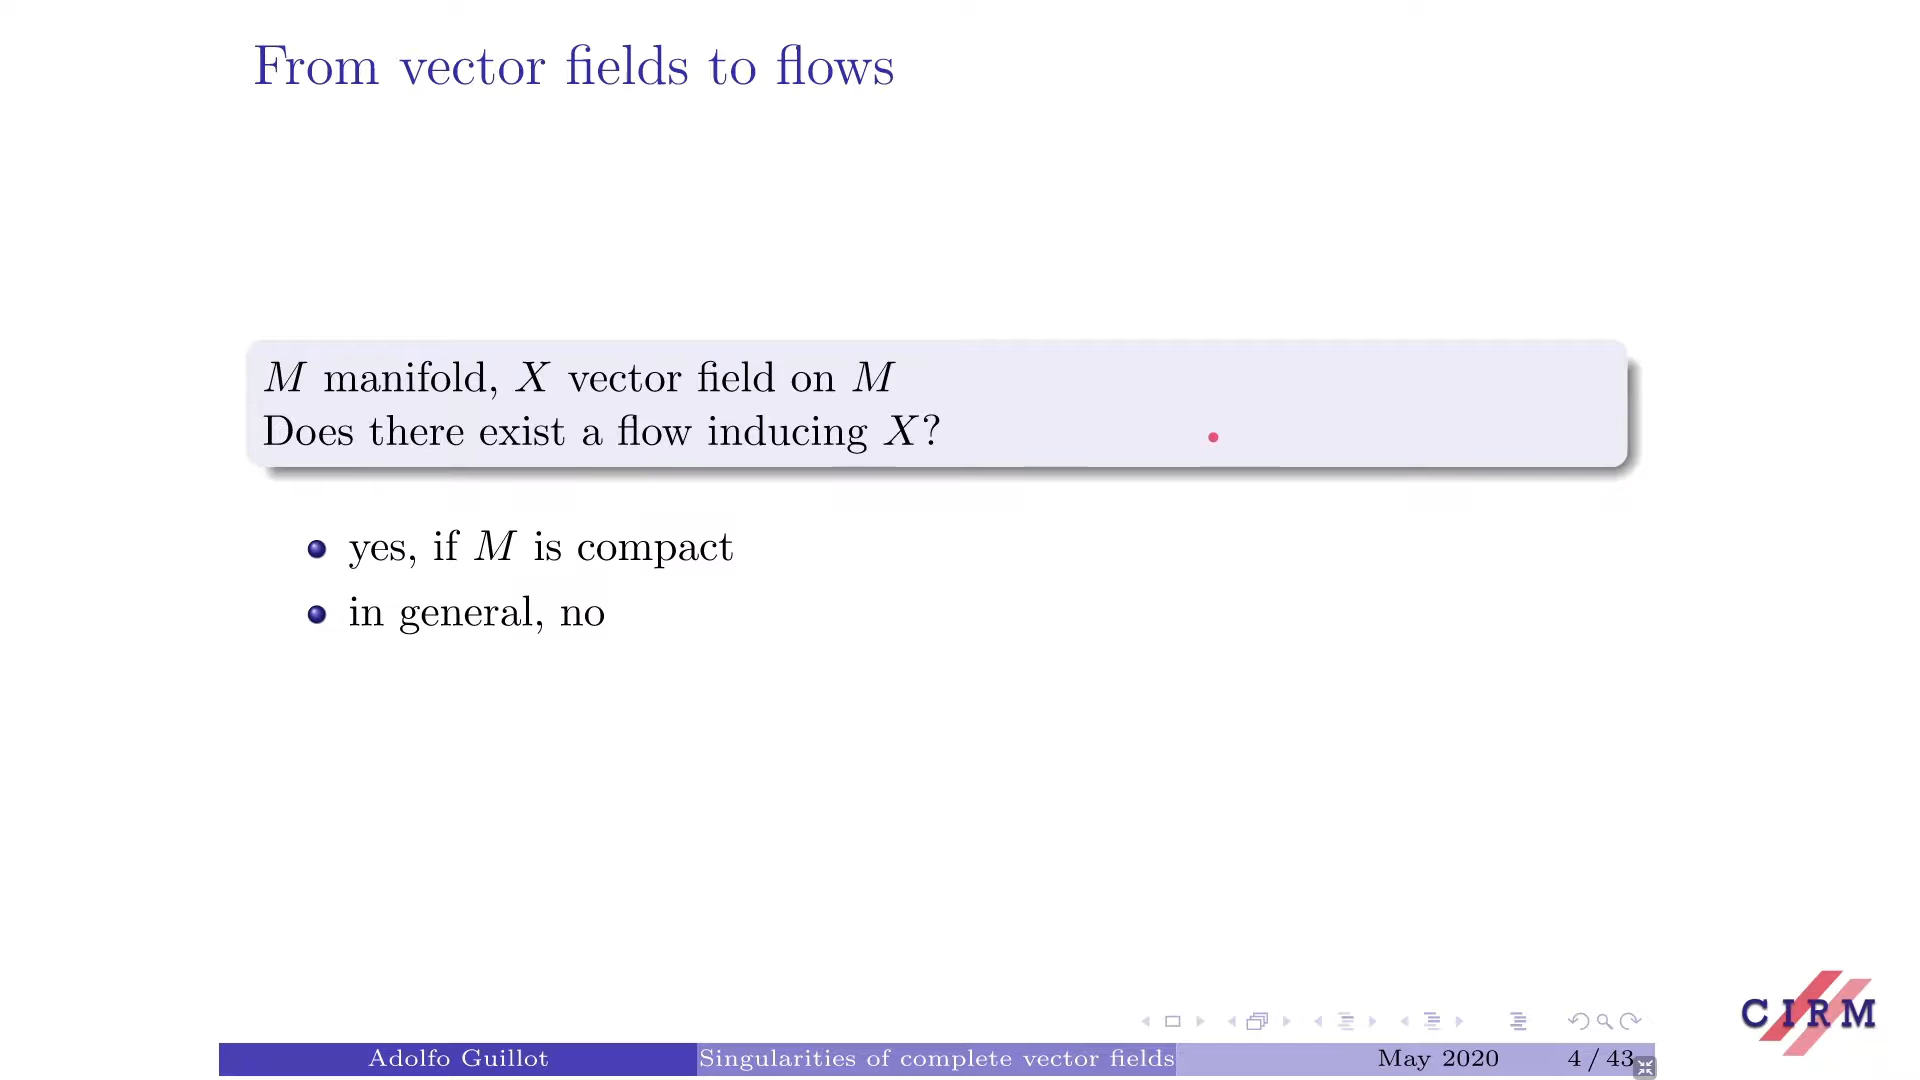 From vector fields to flows
M manifold, X vector field on M
Does there exist a flow inducing X?
yes, if M is compact
in general, no
CIRM
Adolfo Guillot Singularities of complete vector fields May 2020 4 / 43